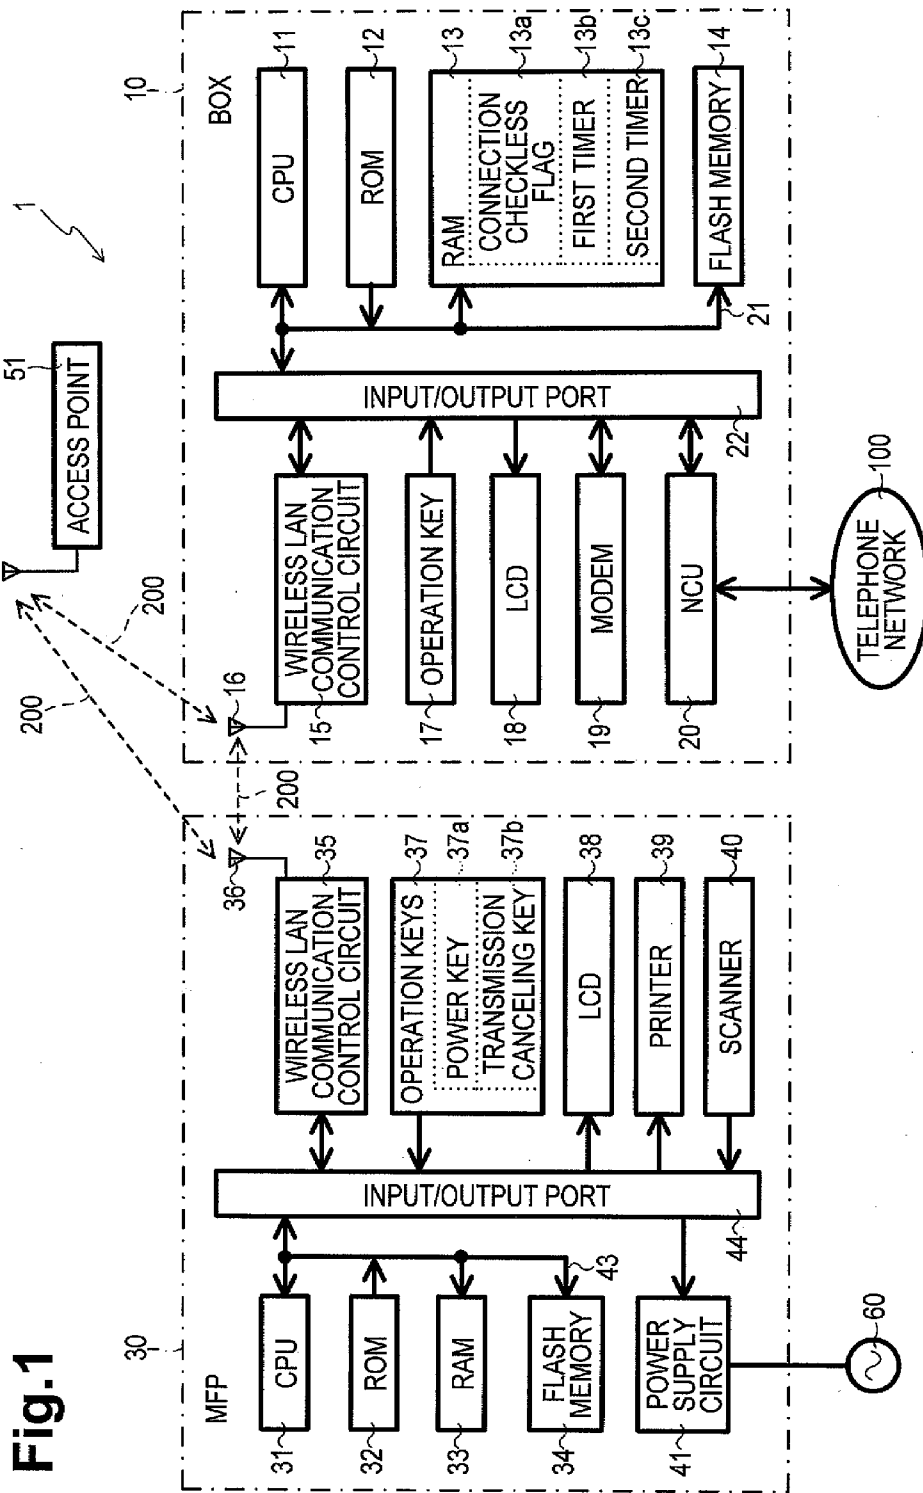 Fig.1
1
51
ACCESS POINT
200
200
200
30
MFP
31
CPU
32
ROM
33
RAM
34
FLASH
MEMORY
43
41
POWER
SUPPLY
CIRCUIT
60
INPUT/OUTPUT PORT
44
36
WIRELESS LAN
COMMUNICATION
CONTROL CIRCUIT
35
OPERATION KEYS
37
POWER KEY
37a
TRANSMISSION
CANCELING KEY
37b
LCD
38
PRINTER
39
SCANNER
40
10
BOX
16
WIRELESS LAN
COMMUNICATION
CONTROL CIRCUIT
15
OPERATION KEY
17
LCD
18
MODEM
19
NCU
20
INPUT/OUTPUT PORT
22
CPU
11
ROM
12
RAM
13
CONNECTION
CHECKLESS
FLAG
13a
FIRST TIMER
13b
SECOND TIMER
13c
FLASH MEMORY
14
21
TELEPHONE
NETWORK
100